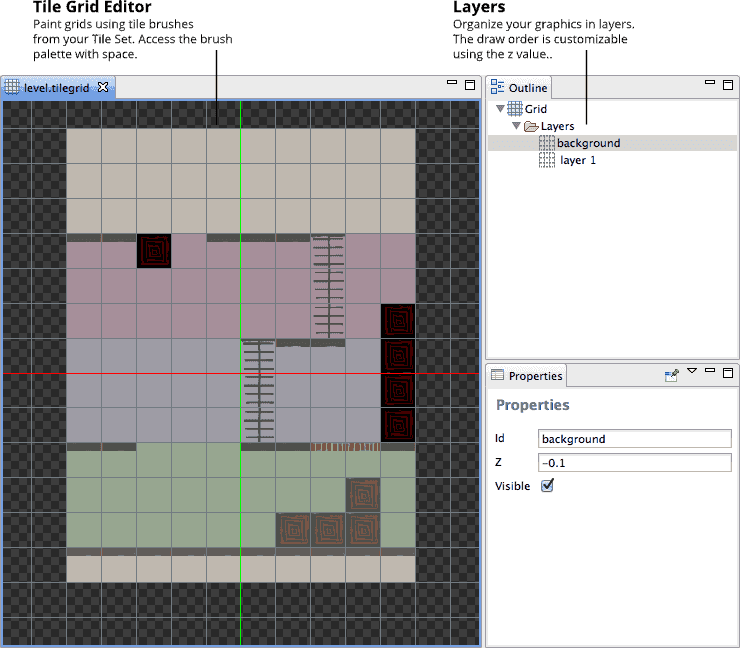 Tile Grid Editor
Paint grids using tile brushes
from your Tile Set. Access the brush
palette with space.
Layers
Organize your graphics in layers.
The draw order is customizable
using the z value..
level.tilegrid
Outline
Grid
Layers
background
layer 1
Properties
Properties
Id
background
Z
-0.1
Visible